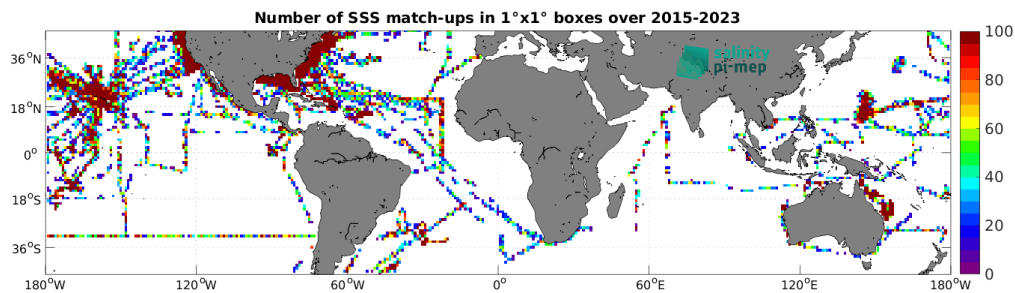 Number of SSS match-ups in 1°x1° boxes over 2015-2023
100
36°N
salinity
pi-mep
80
18°N
60
0°
40
18°S
20
36°S
0
180°W 120°W 60°W 0° 60°E 120°E 180°W